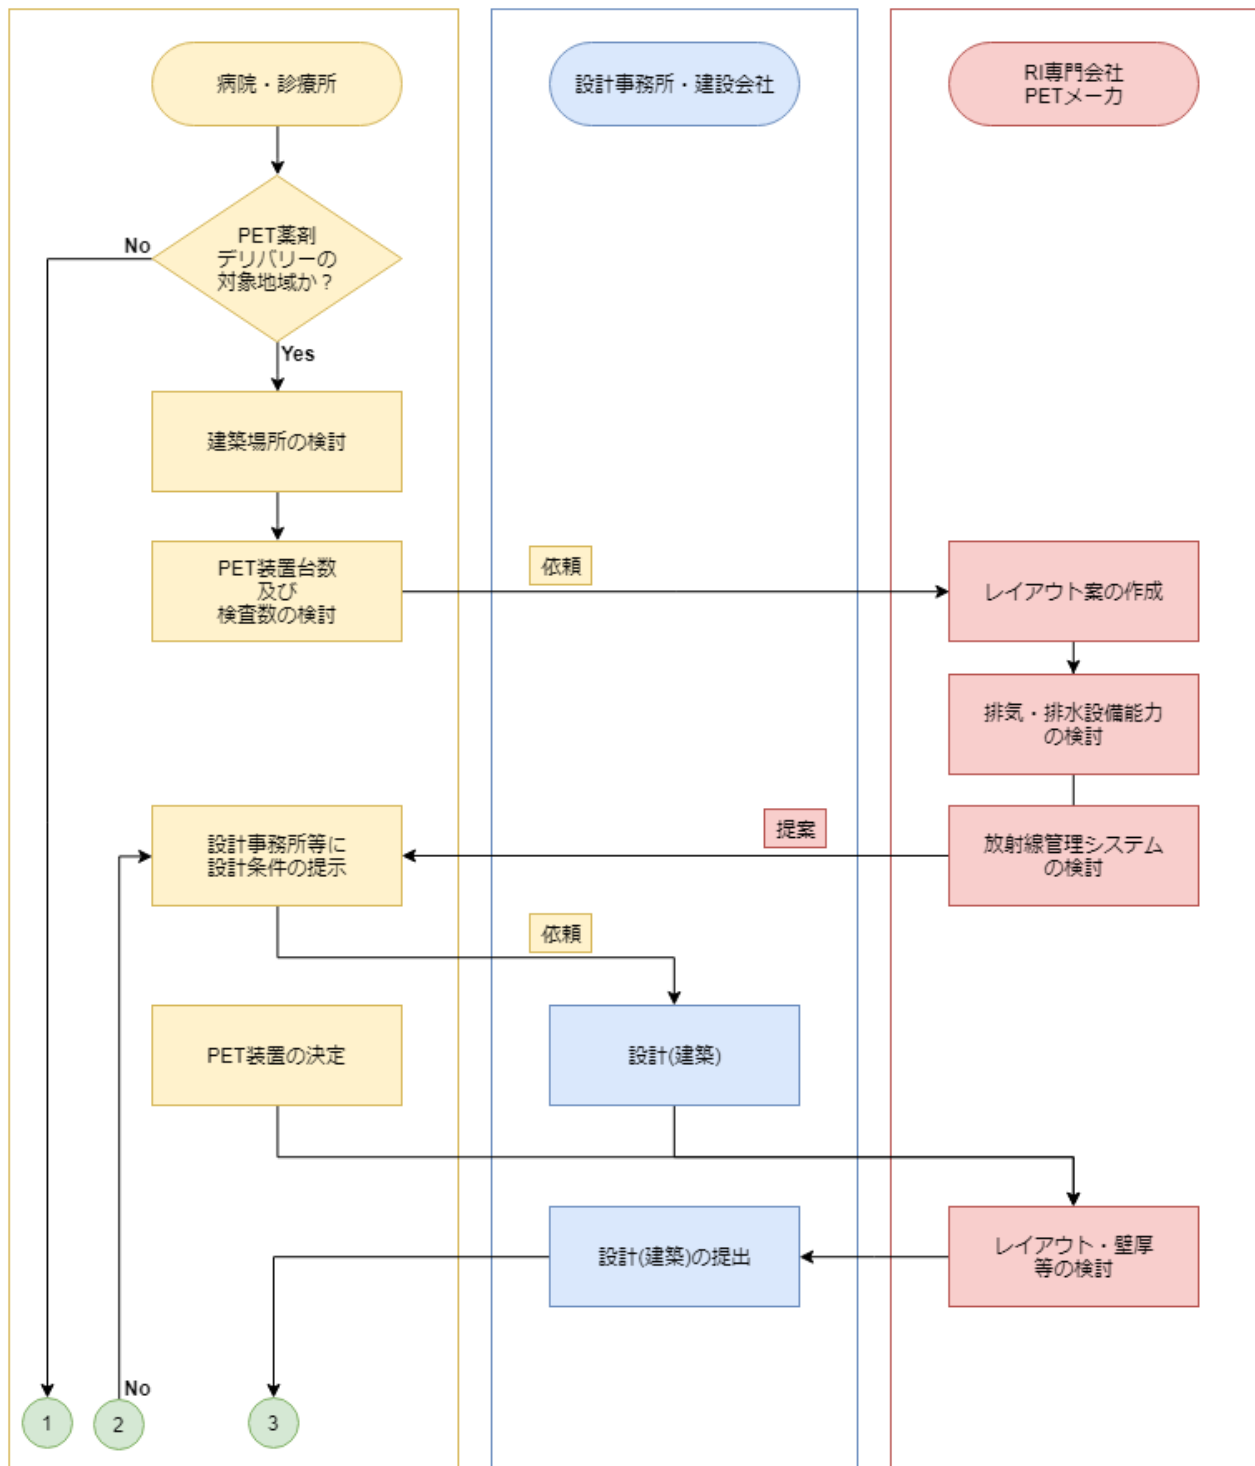 病院・診療所
設計事務所・建設会社
RI専門会社
PETメーカ
PET薬剤
デリバリーの
対象地域か？
No
Yes
建築場所の検討
PET装置台数
及び
検査数の検討
依頼
レイアウト案の作成
排気・排水設備能力
の検討
設計事務所等に
設計条件の提示
提案
放射線管理システム
の検討
依頼
PET装置の決定
設計(建築)
設計(建築)の提出
レイアウト・壁厚
等の検討
1
2
No
3